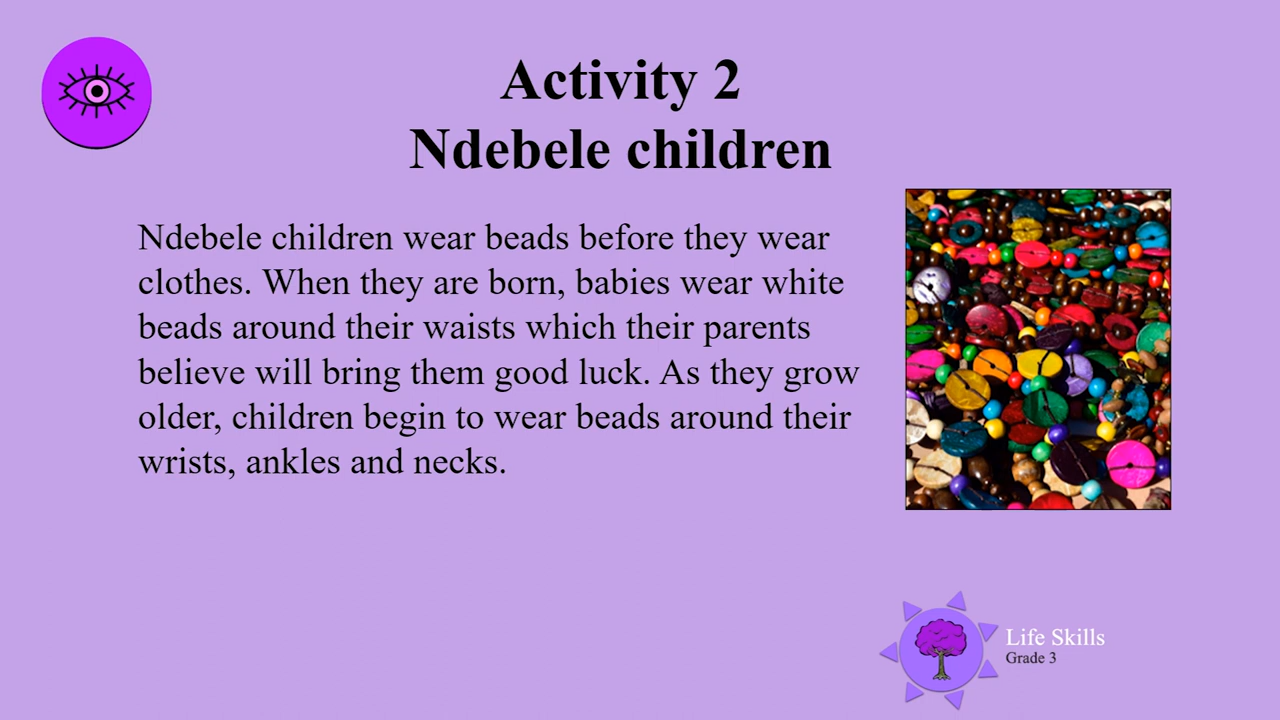 Activity 2
Ndebele children
Ndebele children wear beads before they wear
clothes. When they are born, babies wear white
beads around their waists which their parents
believe will bring them good luck. As they grow
older, children begin to wear beads around their
wrists, ankles and necks.
Life Skills
Grade 3